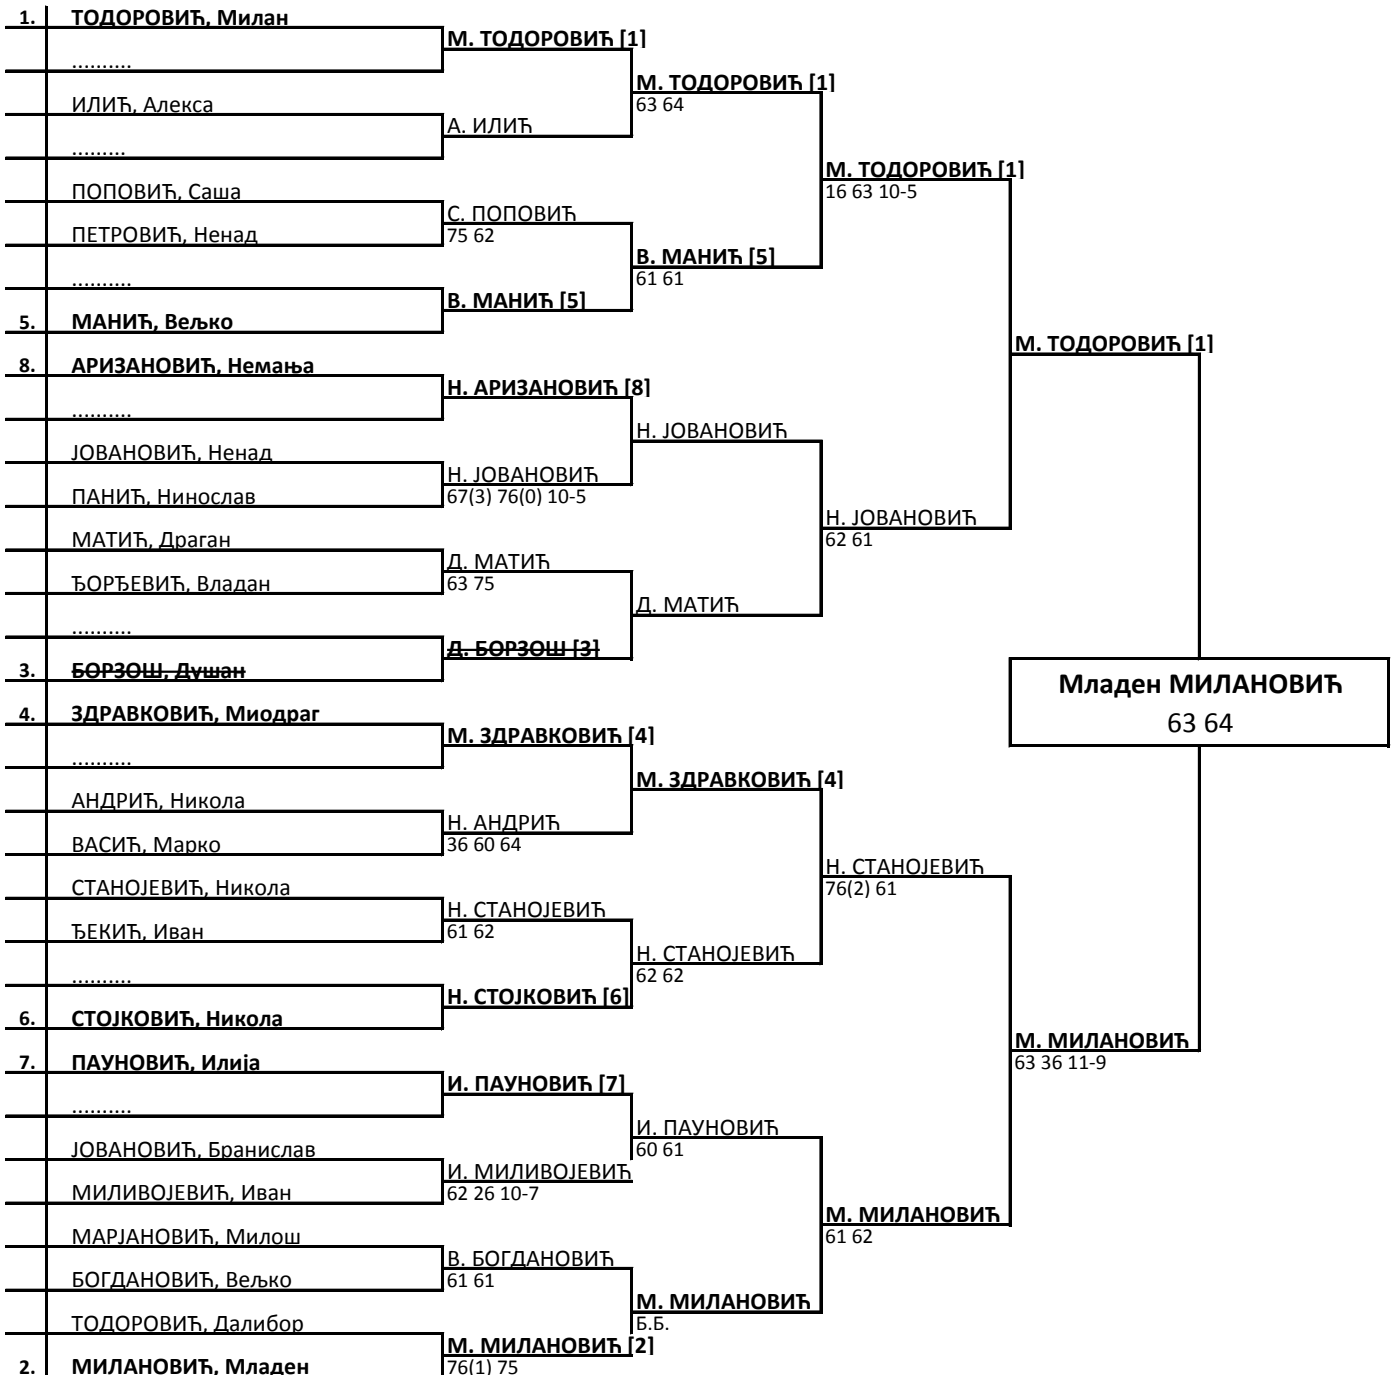 1. ТОДОРОВИЋ, Милан
М. ТОДОРОВИЋ [1]
..........
М. ТОДОРОВИЋ [1]
63 64
ИЛИЋ, Алекса
А. ИЛИЋ
.........
М. ТОДОРОВИЋ [1]
16 63 10-5
ПОПОВИЋ, Саша
С. ПОПОВИЋ
75 62
ПЕТРОВИЋ, Ненад
В. МАНИЋ [5]
61 61
..........
В. МАНИЋ [5]
5. МАНИЋ, Вељко
М. ТОДОРОВИЋ [1]
8. АРИЗАНОВИЋ, Немања
Н. АРИЗАНОВИЋ [8]
..........
Н. ЈОВАНОВИЋ
ЈОВАНОВИЋ, Ненад
Н. ЈОВАНОВИЋ
67(3) 76(0) 10-5
ПАНИЋ, Нинослав
Н. ЈОВАНОВИЋ
62 61
МАТИЋ, Драган
Д. МАТИЋ
63 75
ЂОРЂЕВИЋ, Владан
Д. МАТИЋ
..........
Д. БОРЗОШ [3]
3. БОРЗОШ, Душан
Младен МИЛАНОВИЋ
63 64
4. ЗДРАВКОВИЋ, Миодраг
М. ЗДРАВКОВИЋ [4]
..........
М. ЗДРАВКОВИЋ [4]
АНДРИЋ, Никола
Н. АНДРИЋ
36 60 64
ВАСИЋ, Марко
Н. СТАНОЈЕВИЋ
76(2) 61
СТАНОЈЕВИЋ, Никола
Н. СТАНОЈЕВИЋ
61 62
ЂЕКИЋ, Иван
Н. СТАНОЈЕВИЋ
62 62
..........
Н. СТОЈКОВИЋ [6]
6. СТОЈКОВИЋ, Никола
М. МИЛАНОВИЋ
63 36 11-9
7. ПАУНОВИЋ, Илија
И. ПАУНОВИЋ [7]
..........
И. ПАУНОВИЋ
60 61
ЈОВАНОВИЋ, Бранислав
И. МИЛИВОЈЕВИЋ
62 26 10-7
МИЛИВОЈЕВИЋ, Иван
М. МИЛАНОВИЋ
61 62
МАРЈАНОВИЋ, Милош
В. БОГДАНОВИЋ
61 61
БОГДАНОВИЋ, Вељко
М. МИЛАНОВИЋ
Б.Б.
ТОДОРОВИЋ, Далибор
М. МИЛАНОВИЋ [2]
76(1) 75
2. МИЛАНОВИЋ, Младен